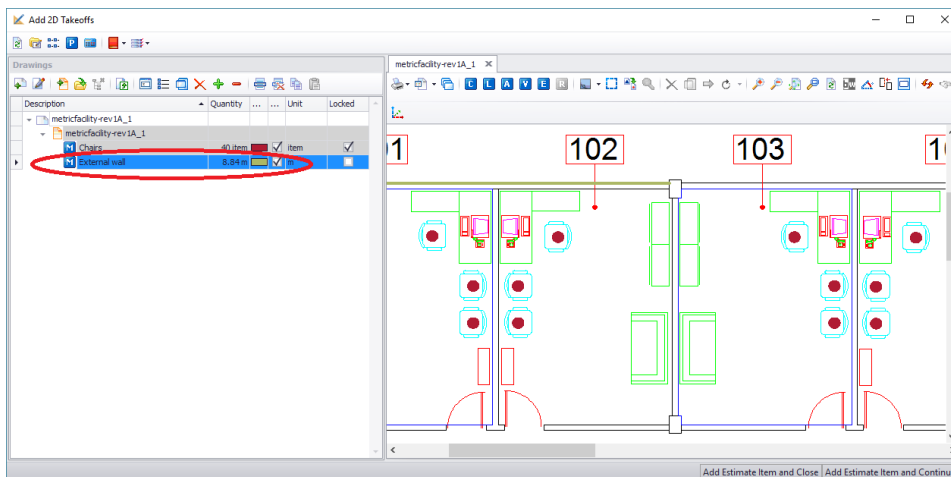 Add 2D Takeoffs
P
Drawings
metricfacility-rev1A_1
C L A V E R
Description Quantity ... ... Unit Locked
metricfacility-rev1A_1
metricfacility-rev1A_1
M Chairs 40 item item
M External wall 8.84 m m
01 102 103 10
Add Estimate Item and Close Add Estimate Item and Continu